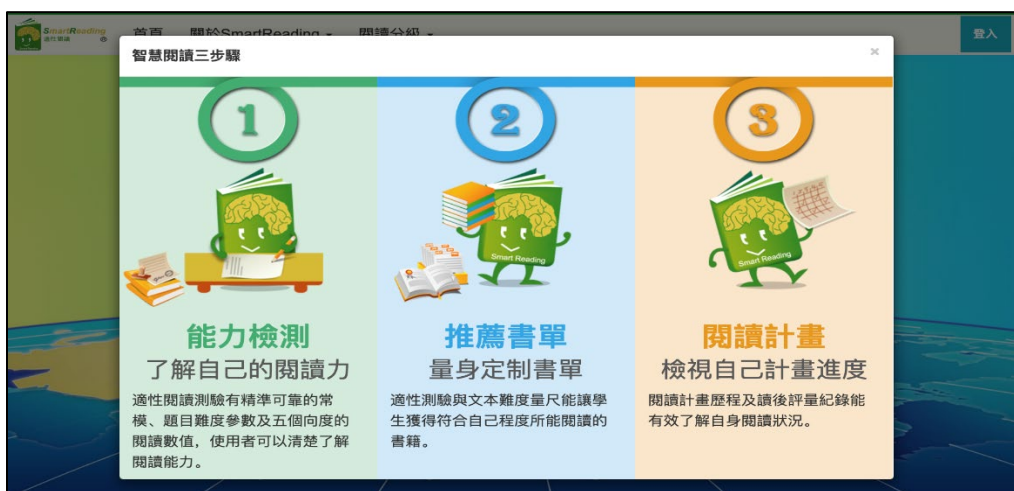 SmartReading
適性閱讀
首頁 關於SmartReading 閱讀分級
登入
智慧閱讀三步驟
×
1
能力檢測
了解自己的閱讀力
適性閱讀測驗有精準可靠的常
模、題目難度參數及五個向度的
閱讀數值，使用者可以清楚了解
閱讀能力。
2
Smart Reading
推薦書單
量身定制書單
適性測驗與文本難度量尺能讓學
生獲得符合自己程度所能閱讀的
書籍。
3
Smart Reading
閱讀計畫
檢視自己計畫進度
閱讀計畫歷程及讀後評量紀錄能
有效了解自身閱讀狀況。